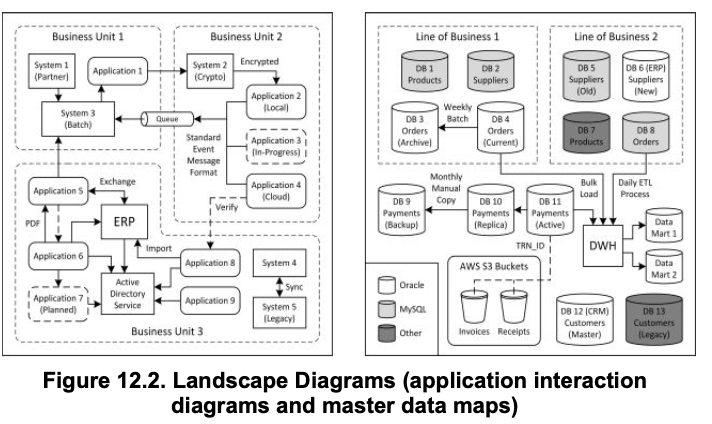 Business Unit 1
Business Unit 2
System 1
(Partner)
Application 1
System 2
(Crypto)
Encrypted
System 3
(Batch)
Queue
Application 2
(Local)
Standard
Event
Message
Format
Application 3
(In-Progress)
Application 4
(Cloud)
Application 5
Exchange
Verify
PDF
ERP
Import
Application 6
Application 8
System 4
Active
Directory
Service
Sync
Application 7
(Planned)
Application 9
System 5
(Legacy)
Business Unit 3
Line of Business 1
Line of Business 2
DB 1
Products
DB 2
Suppliers
DB 5
Suppliers
(Old)
DB 6 (ERP)
Suppliers
(New)
DB 3
Orders
(Archive)
Weekly
Batch
DB 4
Orders
(Current)
DB 7
Products
DB 8
Orders
Monthly
Manual
Copy
Bulk
Load
Daily ETL
Process
DB 9
Payments
(Backup)
DB 10
Payments
(Replica)
DB 11
Payments
(Active)
Data
Mart 1
TRN_ID
DWH
Data
Mart 2
AWS S3 Buckets
Oracle
MySQL
Other
Invoices
Receipts
DB 12 (CRM)
Customers
(Master)
DB 13
Customers
(Legacy)
Figure 12.2. Landscape Diagrams (application interaction
diagrams and master data maps)